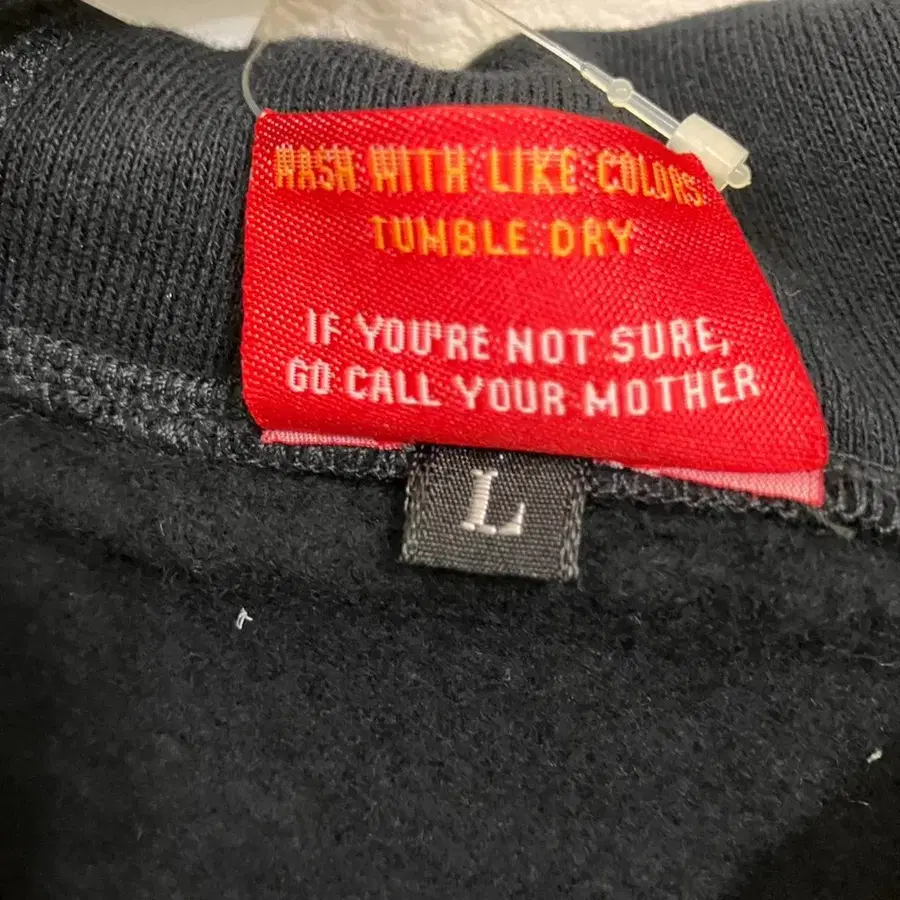 WASH WITH LIKE COLORS.
TUMBLE DRY
IF YOU'RE NOT SURE,
GO CALL YOUR MOTHER
L